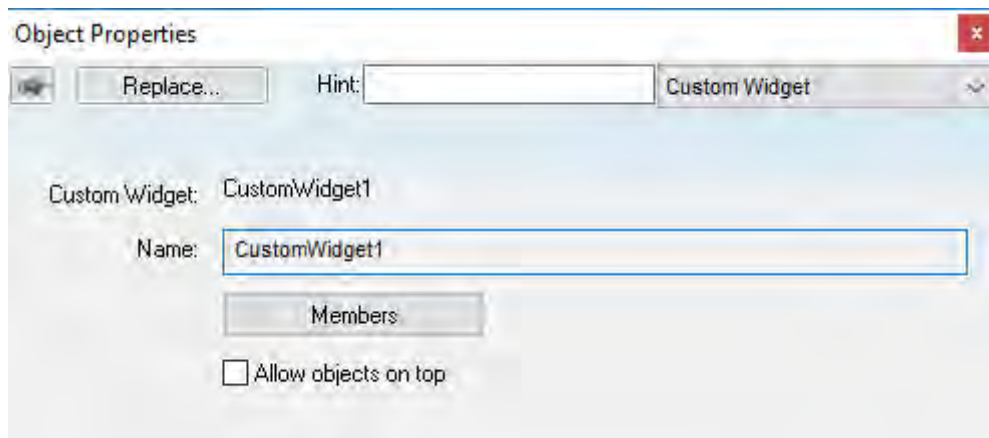 Object Properties
Replace... Hint: Custom Widget
Custom Widget: CustomWidget1
Name: CustomWidget1
Members
Allow objects on top